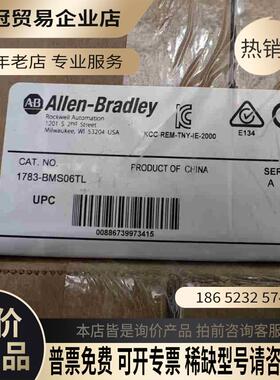 冠贸易企业店
热销
年老店 专业
AB Allen-Bradley
Rockwell Automation
1201 S. 2nd Street
Milwaukee, WI 53204 USA
KCC-REM-TNY-IE-2000
E134
CAT. NO.
PRODUCT OF CHINA
SER
1783-BMS06TL
A
UPC
00886739973415
价
186 5232 574
品
本店皆是询价产品 拍前咨询客服
普票免费 可开专票 稀缺型号请咨